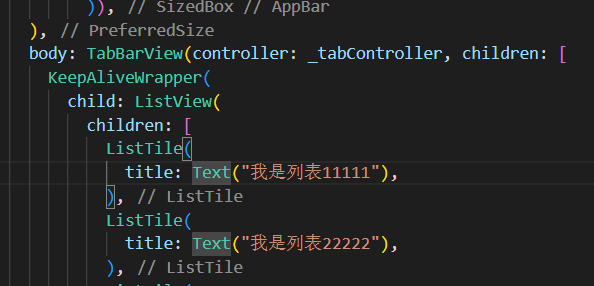 )), // SizedBox // AppBar
), // PreferredSize
body: TabBarView(controller: _tabController, children: [
KeepAliveWrapper(
child: ListView(
children: [
ListTile(
title: Text("我是列表11111"),
), // ListTile
ListTile(
title: Text("我是列表22222"),
), // ListTile